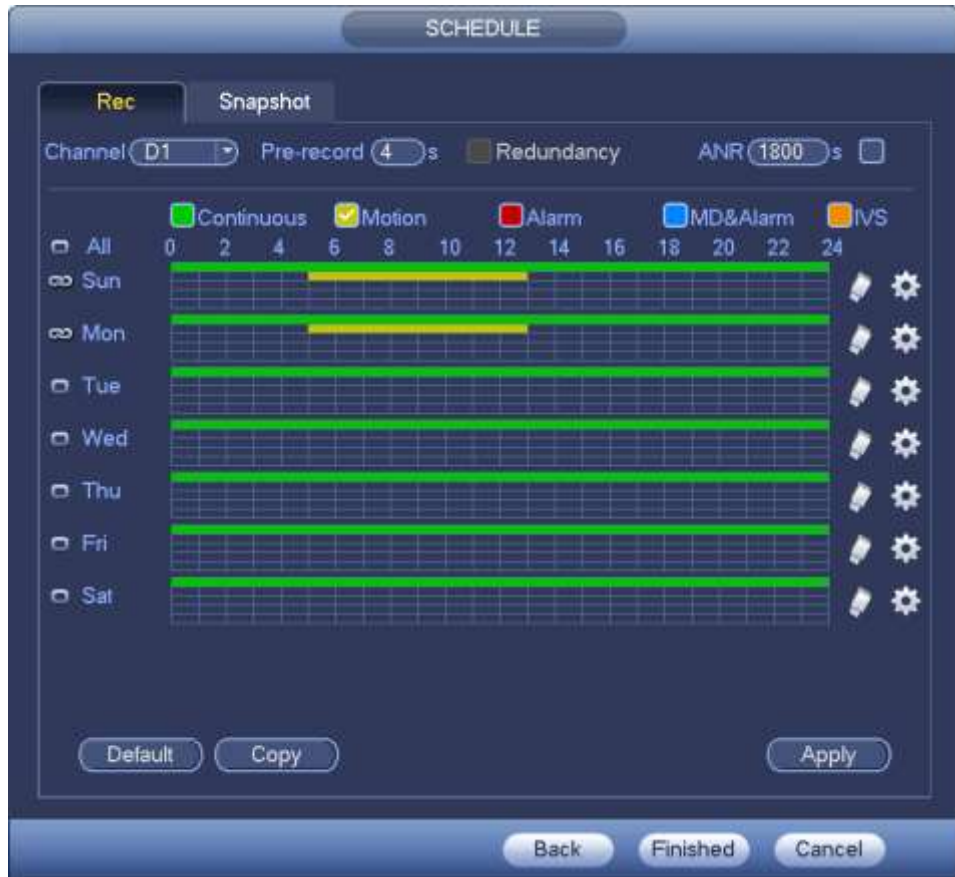 SCHEDULE
Rec Snapshot
Channel D1 Pre-record 4 s Redundancy ANR 1800 s
Continuous Motion Alarm MD&Alarm IVS
All 0 2 4 6 8 10 12 14 16 18 20 22 24
Sun
Mon
Tue
Wed
Thu
Fri
Sat
Default Copy Apply
Back Finished Cancel